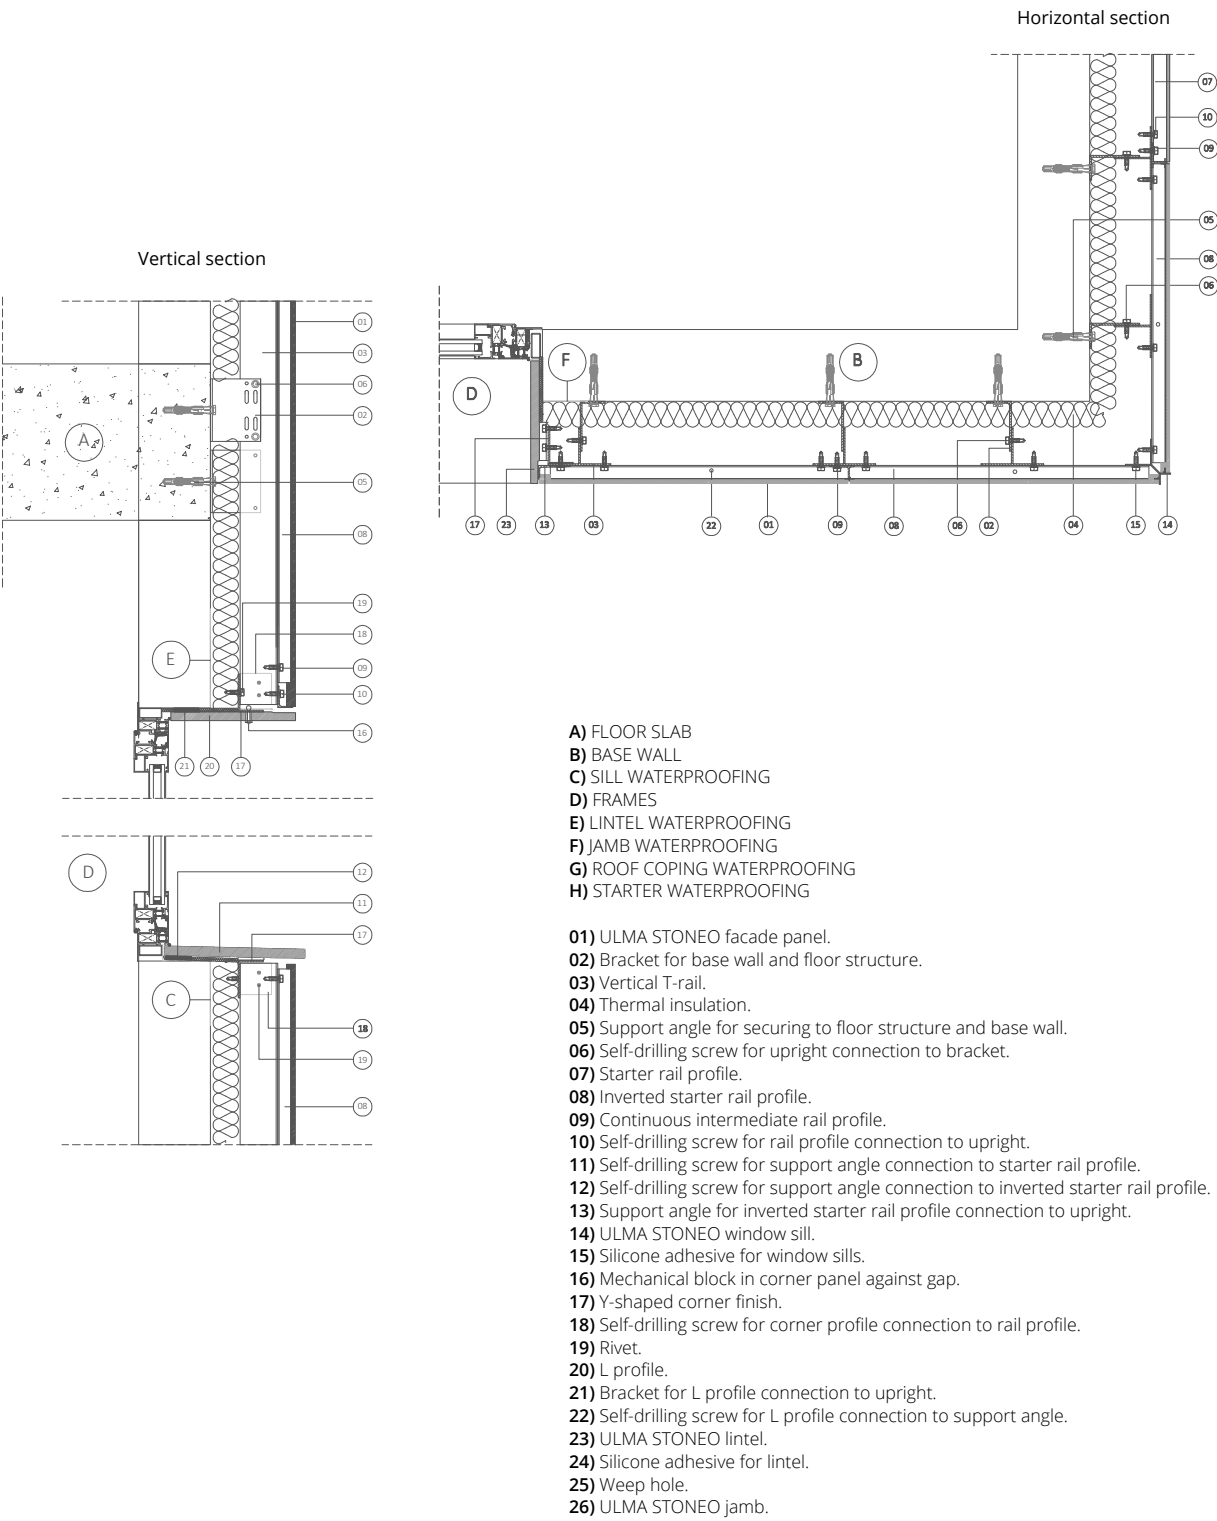 Horizontal section
07
10
09
05
08
06
Vertical section
01
03
06
02
A
05
08
19
18
E
09
10
16
21
20
17
D
12
11
17
C
18
19
08
F
B
D
17
23
13
03
22
01
09
08
06
02
04
15
14
A) FLOOR SLAB
B) BASE WALL
C) SILL WATERPROOFING
D) FRAMES
E) LINTEL WATERPROOFING
F) JAMB WATERPROOFING
G) ROOF COPING WATERPROOFING
H) STARTER WATERPROOFING
01) ULMA STONEO facade panel.
02) Bracket for base wall and floor structure.
03) Vertical T-rail.
04) Thermal insulation.
05) Support angle for securing to floor structure and base wall.
06) Self-drilling screw for upright connection to bracket.
07) Starter rail profile.
08) Inverted starter rail profile.
09) Continuous intermediate rail profile.
10) Self-drilling screw for rail profile connection to upright.
11) Self-drilling screw for support angle connection to starter rail profile.
12) Self-drilling screw for support angle connection to inverted starter rail profile.
13) Support angle for inverted starter rail profile connection to upright.
14) ULMA STONEO window sill.
15) Silicone adhesive for window sills.
16) Mechanical block in corner panel against gap.
17) Y-shaped corner finish.
18) Self-drilling screw for corner profile connection to rail profile.
19) Rivet.
20) L profile.
21) Bracket for L profile connection to upright.
22) Self-drilling screw for L profile connection to support angle.
23) ULMA STONEO lintel.
24) Silicone adhesive for lintel.
25) Weep hole.
26) ULMA STONEO jamb.